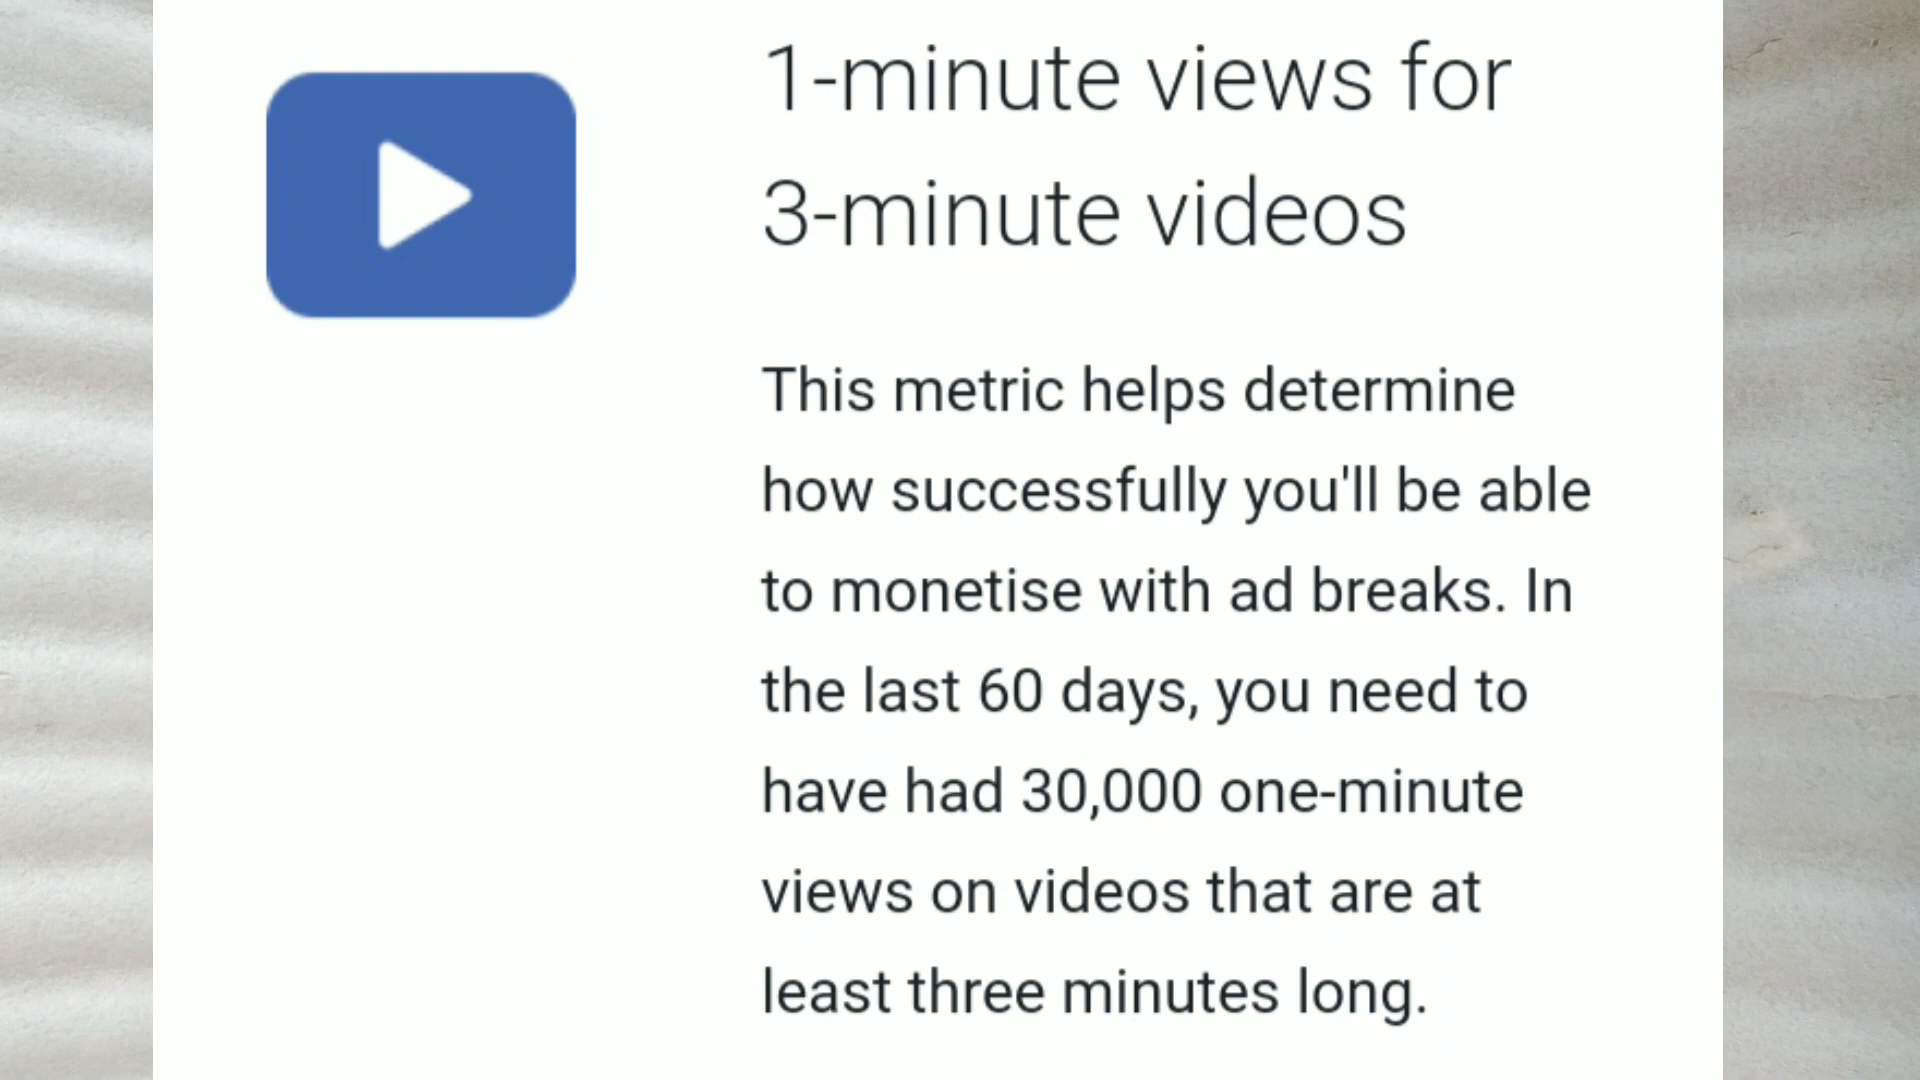 1-minute views for
3-minute videos
This metric helps determine
how successfully you'll be able
to monetise with ad breaks. In
the last 60 days, you need to
have had 30,000 one-minute
views on videos that are at
least three minutes long.